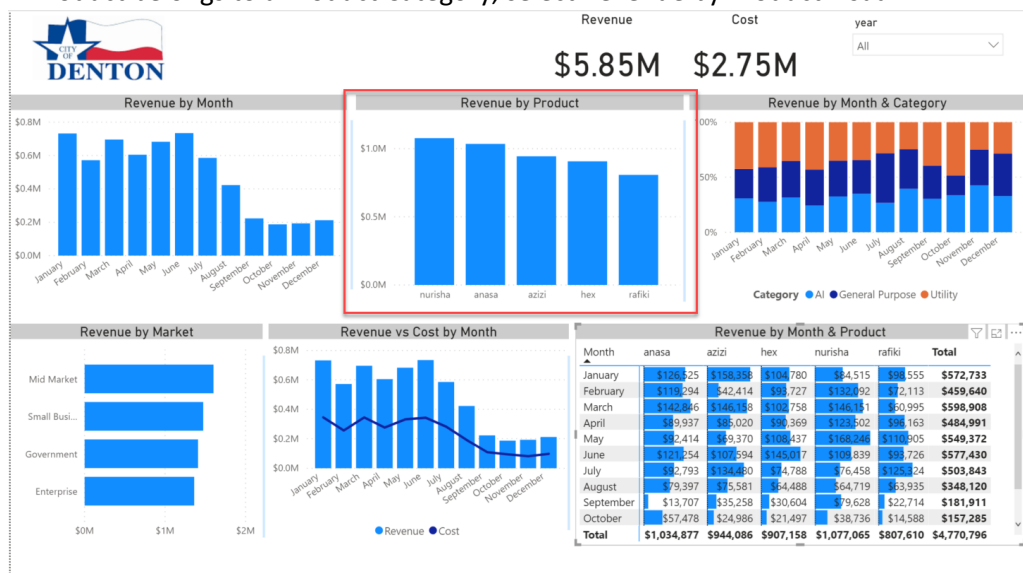 Revenue
$5.85M
Cost
$2.75M
year
All
CITY
OF
DENTON
Revenue by Month
$0.8M
$0.6M
$0.4M
$0.2M
$0.0M
January
February
March
April
May
June
July
August
September
October
November
December
Revenue by Product
$1.0M
$0.5M
$0.0M
nurisha
anasa
azizi
hex
rafiki
Revenue by Month & Category
50%
0%
January
February
March
April
May
June
July
August
September
October
November
December
Category AI General Purpose Utility
Revenue by Market
Mid Market
Small Busi...
Government
Enterprise
$0M $1M $2M
Revenue vs Cost by Month
$0.8M
$0.6M
$0.4M
$0.2M
$0.0M
January
February
March
April
May
June
July
August
September
October
November
December
Revenue Cost
Revenue by Month & Product
Month anasa azizi hex nurisha rafiki Total
January $126,525 $158,358 $104,780 $84,515 $98,555 $572,733
February $119,294 $42,414 $93,727 $132,092 $72,113 $459,640
March $142,846 $146,158 $102,758 $146,151 $60,995 $598,908
April $89,937 $85,020 $90,369 $123,502 $96,163 $484,991
May $92,414 $69,370 $108,437 $168,246 $110,905 $549,372
June $121,254 $107,594 $145,017 $109,839 $93,726 $577,430
July $92,793 $134,480 $74,788 $76,458 $125,324 $503,843
August $79,397 $75,581 $64,488 $64,719 $63,935 $348,120
September $13,707 $35,258 $30,604 $79,628 $22,714 $181,911
October $57,478 $24,986 $21,497 $38,736 $14,588 $157,285
Total $1,034,877 $944,086 $907,158 $1,077,065 $807,610 $4,770,796